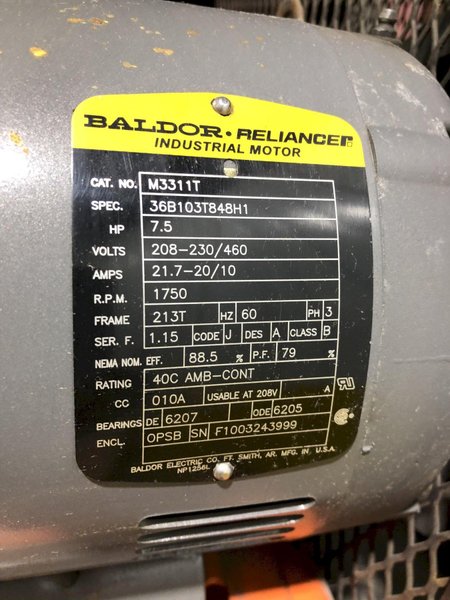 BALDOR·RELIANCER
INDUSTRIAL MOTOR
CAT. NO. M3311T
SPEC. 36B103T848H1
HP 7.5
VOLTS 208-230/460
AMPS 21.7-20/10
R.P.M. 1750
FRAME 213T HZ 60 PH 3
SER. F. 1.15 CODE J DES A CLASS B
NEMA NOM. EFF. 88.5 % P.F. 79 %
RATING 40C AMB-CONT
CC 010A USABLE AT 208V A
BEARINGS DE 6207 ODE 6205
ENCL. OPSB SN F1003243999
BALDOR ELECTRIC CO. FT. SMITH, AR. MFG. IN U.S.A.
NP1256L